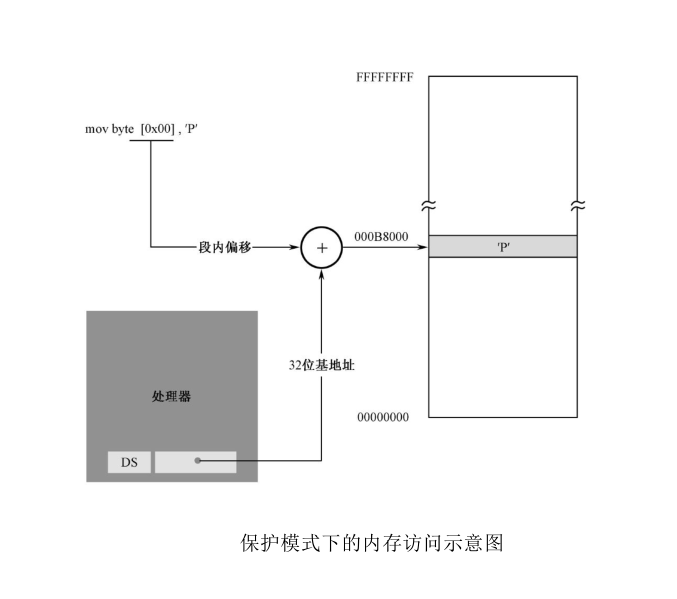 FFFFFFFF
mov byte [0x00] , 'P'
段内偏移
+
000B8000
'P'
32位基地址
处理器
00000000
DS
保护模式下的内存访问示意图